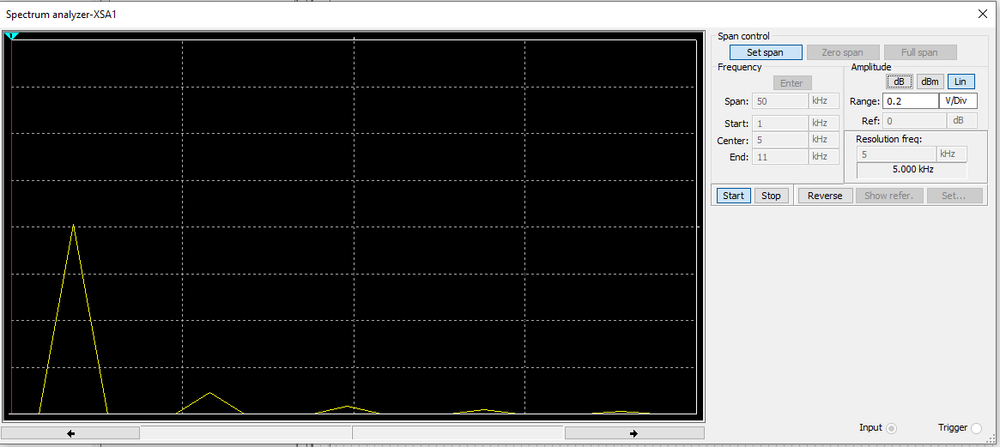 Spectrum analyzer-XSA1
1
Span control
Set span Zero span Full span
Frequency
Enter
Span: 50 kHz
Start: 1 kHz
Center: 5 kHz
End: 11 kHz
Amplitude
dB dBm Lin
Range: 0.2 V/Div
Ref: 0 dB
Resolution freq:
5 kHz
5.000 kHz
Start Stop Reverse Show refer. Set...
Input Trigger